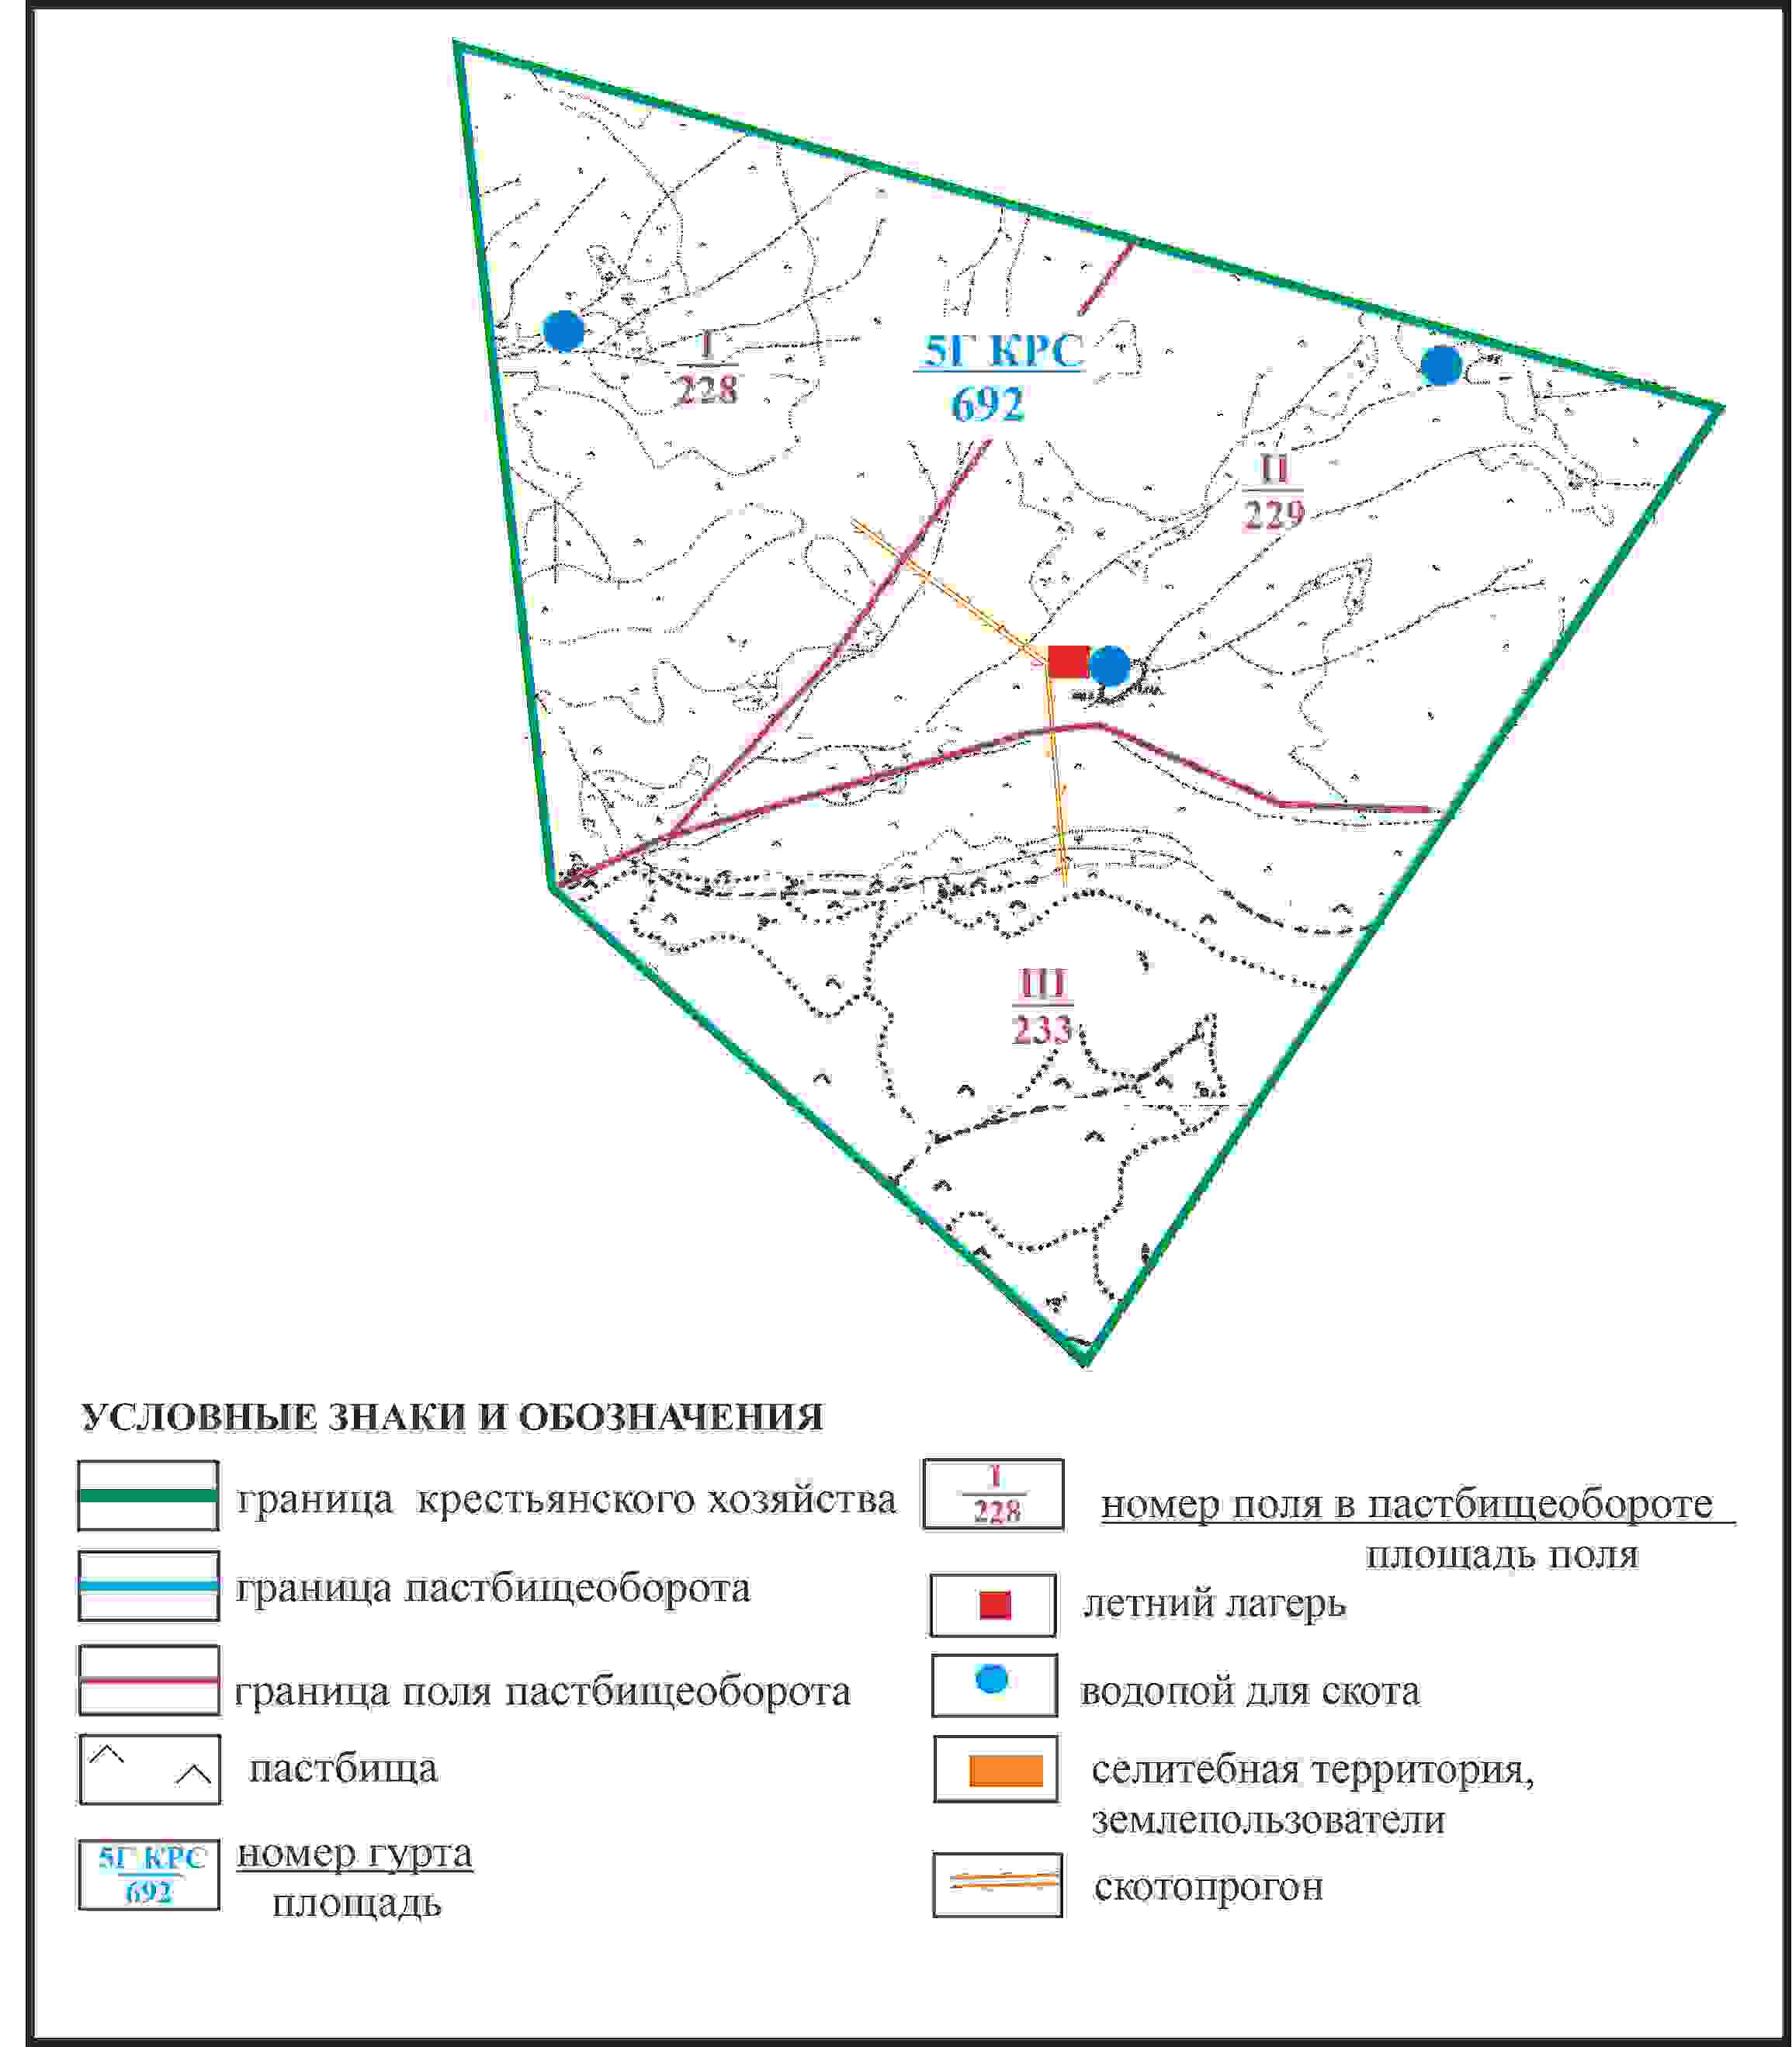 I
228
5Г КРС
692
II
229
III
233
УСЛОВНЫЕ ЗНАКИ И ОБОЗНАЧЕНИЯ
граница крестьянского хозяйства
граница пастбищеоборота
граница поля пастбищеоборота
пастбища
5Г КРС
692
номер гурта
площадь
I
228
номер поля в пастбищеобороте
площадь поля
летний лагерь
водопой для скота
селитебная территория,
землепользователи
скотопрогон